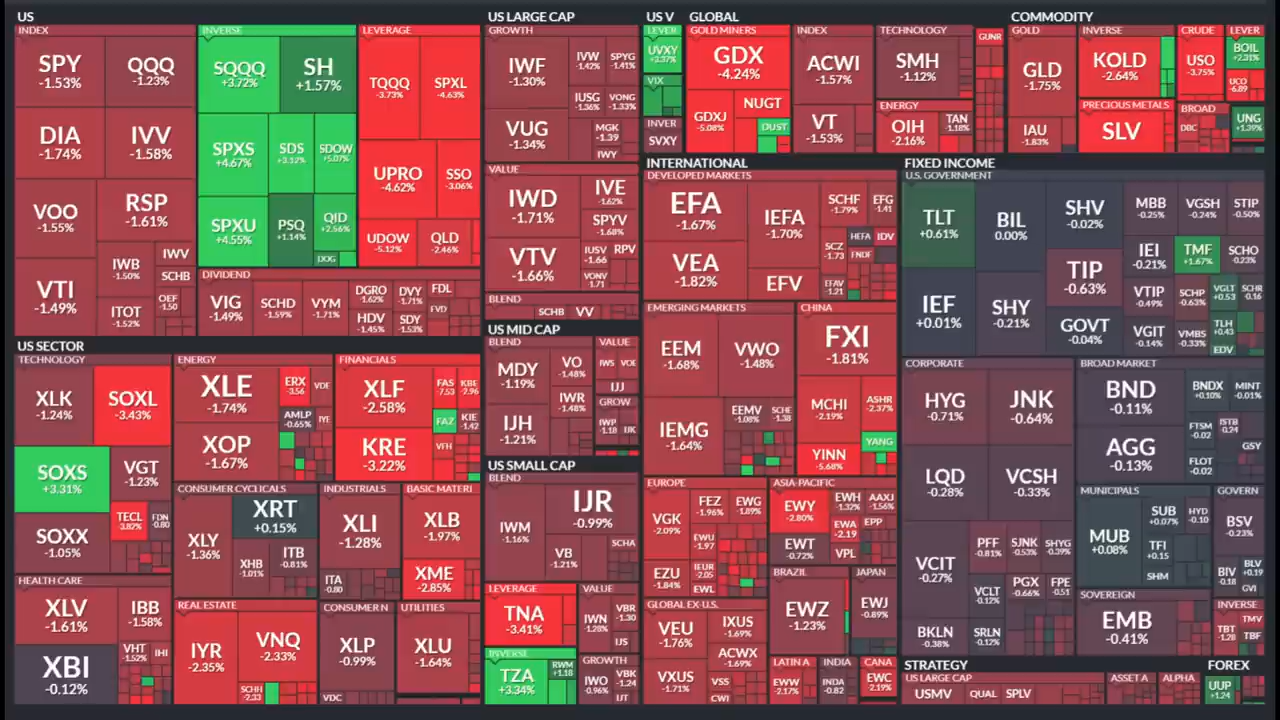 US
INDEX
SPY
-1.53%
QQQ
-1.23%
DIA
-1.74%
IVV
-1.58%
VOO
-1.55%
RSP
-1.61%
VTI
-1.49%
IWB
-1.50%
IWV
SCHB
ITOT
-1.52%
OEF
-1.50
INVERSE
SQQQ
+3.72%
SH
+1.57%
SPXS
+4.67%
SDS
+3.12%
SDOW
+5.07%
SPXU
+4.55%
PSQ
+1.14%
QID
+2.56%
DOG
LEVERAGE
TQQQ
-3.73%
SPXL
-4.63%
UPRO
-4.62%
SSO
-3.06%
UDOW
-5.12%
QLD
-2.46%
DIVIDEND
VIG
-1.49%
SCHD
-1.59%
VYM
-1.71%
DGRO
-1.62%
DVY
-1.71%
FDL
HDV
-1.45%
SDY
-1.53%
FVD
US SECTOR
TECHNOLOGY
XLK
-1.24%
SOXL
-3.43%
SOXS
+3.31%
VGT
-1.23%
SOXX
-1.05%
TECL
3.82%
FDN
-0.80
ENERGY
XLE
-1.74%
ERX
-3.56
VDE
XOP
-1.67%
AMLP
-0.65%
IYE
FINANCIALS
XLF
-2.58%
FAS
-7.53
KBE
-2.96
KRE
-3.22%
FAZ
KIE
-1.42
VFH
CONSUMER CYCLICALS
XLY
-1.36%
XRT
+0.15%
XHB
-1.01%
ITB
-0.81%
INDUSTRIALS
XLI
-1.28%
ITA
-0.80
BASIC MATERI
XLB
-1.97%
XME
-2.85%
HEALTH CARE
XLV
-1.61%
IBB
-1.58%
XBI
-0.12%
VHT
-1.52%
IHI
REAL ESTATE
IYR
-2.35%
VNQ
-2.33%
SCHH
-2.33
CONSUMER N
XLP
-0.99%
VDC
UTILITIES
XLU
-1.64%
US LARGE CAP
GROWTH
IWF
-1.30%
IVW
-1.42%
SPYG
-1.41%
IUSG
-1.36%
VONG
-1.33%
VUG
-1.34%
MGK
-1.39
IWY
VALUE
IWD
-1.71%
IVE
-1.62%
SPYV
-1.68%
VTV
-1.66%
IUSV
-1.66
RPV
VONV
-1.71
BLEND
SCHB
VV
US MID CAP
BLEND
MDY
-1.19%
VO
-1.48%
IJH
-1.21%
IWR
-1.48%
VALUE
IWS
VOE
IJJ
GROW
IWP
-1.18
IJK
US SMALL CAP
BLEND
IWM
-1.16%
IJR
-0.99%
VB
-1.21%
SCHA
LEVERAGE
TNA
-3.41%
INVERSE
TZA
+3.34%
RWM
+1.18
VALUE
IWN
-1.28%
VBR
-1.30
IJS
GROWTH
IWO
-0.96%
VBK
-1.24
IJT
US V
LEVER
UVXY
+3.37%
VIX
INVER
SVXY
GLOBAL
GOLD MINERS
GDX
-4.24%
GDXJ
-5.08%
NUGT
DUST
INDEX
ACWI
-1.57%
VT
-1.53%
TECHNOLOGY
SMH
-1.12%
GUNR
ENERGY
OIH
-2.16%
TAN
-1.18%
COMMODITY
GOLD
GLD
-1.75%
IAU
-1.83%
INVERSE
KOLD
-2.64%
PRECIOUS METALS
SLV
CRUDE
USO
-3.75%
LEVER
BOIL
+2.31%
UCO
-6.89
BROAD
DBC
UNG
+1.39%
INTERNATIONAL
DEVELOPED MARKETS
EFA
-1.67%
IEFA
-1.70%
VEA
-1.82%
EFV
SCHF
-1.79%
EFG
-1.41
SCZ
-1.73
HEFA
IDV
FNDF
EFAV
-1.21
EMERGING MARKETS
EEM
-1.68%
VWO
-1.48%
IEMG
-1.64%
EEMV
-1.08%
SCHE
-1.38
CHINA
FXI
-1.81%
MCHI
-2.19%
ASHR
-2.37%
YINN
-5.68%
YANG
EUROPE
VGK
-2.09%
FEZ
-1.96%
EWG
-1.89%
EWU
-1.97
EZU
-1.84%
IEUR
-2.05
EWL
ASIA-PACIFIC
EWY
-2.80%
EWH
-1.32%
AAXJ
-1.56%
EWT
-0.72%
EWA
-2.19
EPP
VPL
GLOBAL EX-U.S.
VEU
-1.76%
IXUS
-1.69%
ACWX
-1.69%
VXUS
-1.71%
VSS
CWI
BRAZIL
EWZ
-1.23%
JAPAN
EWJ
-0.89%
LATIN A
EWW
-2.17%
INDIA
INDA
-0.82
CANA
EWC
2.19%
FIXED INCOME
U.S. GOVERNMENT
TLT
+0.61%
BIL
0.00%
SHV
-0.02%
MBB
-0.25%
VGSH
-0.24%
STIP
-0.50%
IEF
+0.01%
SHY
-0.21%
TIP
-0.63%
IEI
-0.21%
TMF
+1.67%
SCHO
0.23%
GOVT
-0.04%
VTIP
-0.49%
SCHP
-0.63%
VGLT
+0.53
SCHR
-0.16
VGIT
-0.14%
VMBS
-0.33%
TLH
+0.43
EDV
CORPORATE
HYG
-0.71%
JNK
-0.64%
LQD
-0.28%
VCSH
-0.33%
VCIT
-0.27%
PFF
-0.81%
SJNK
-0.53%
SHYG
-0.39%
VCLT
-0.12%
PGX
-0.66%
FPE
-0.51
BKLN
-0.38%
SRLN
-0.12%
BROAD MARKET
BND
-0.11%
BNDX
+0.10%
MINT
-0.01%
AGG
-0.13%
FTSM
-0.02
ISTB
0.24
FLOT
-0.02
GSY
MUNICIPALS
MUB
+0.08%
SUB
+0.07%
HYD
-0.10
TFI
+0.15
SHM
GOVERN
BSV
-0.23%
BIV
-0.18
BLV
+0.19
GOVT
SOVEREIGN
EMB
-0.41%
INVERSE
TBT
-1.28
TMV
TBF
STRATEGY
US LARGE CAP
USMV
QUAL
SPLV
ASSET A
ALPHA
FOREX
UUP
+1.24